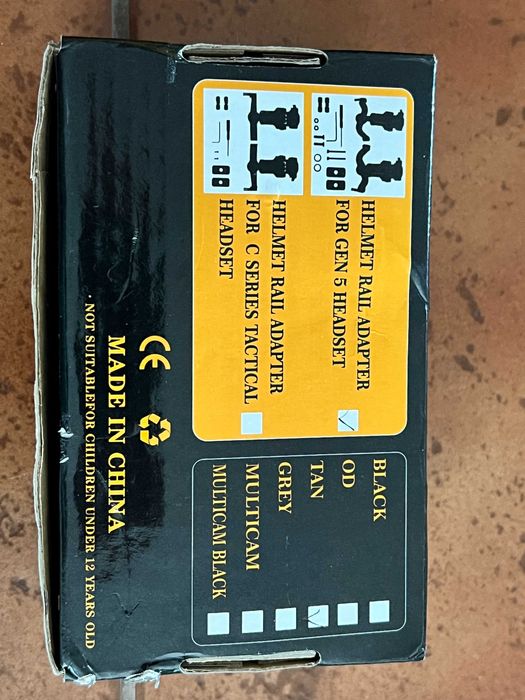 HELMET RAIL ADAPTER
FOR GEN 5 HEADSET
HELMET RAIL ADAPTER
FOR C SERIES TACTICAL
HEADSET
BLACK
OD
TAN
GREY
MULTICAM
MULTICAM BLACK
CE
MADE IN CHINA
· NOT SUITABLEFOR CHILDREN UNDER 12 YEARS OLD